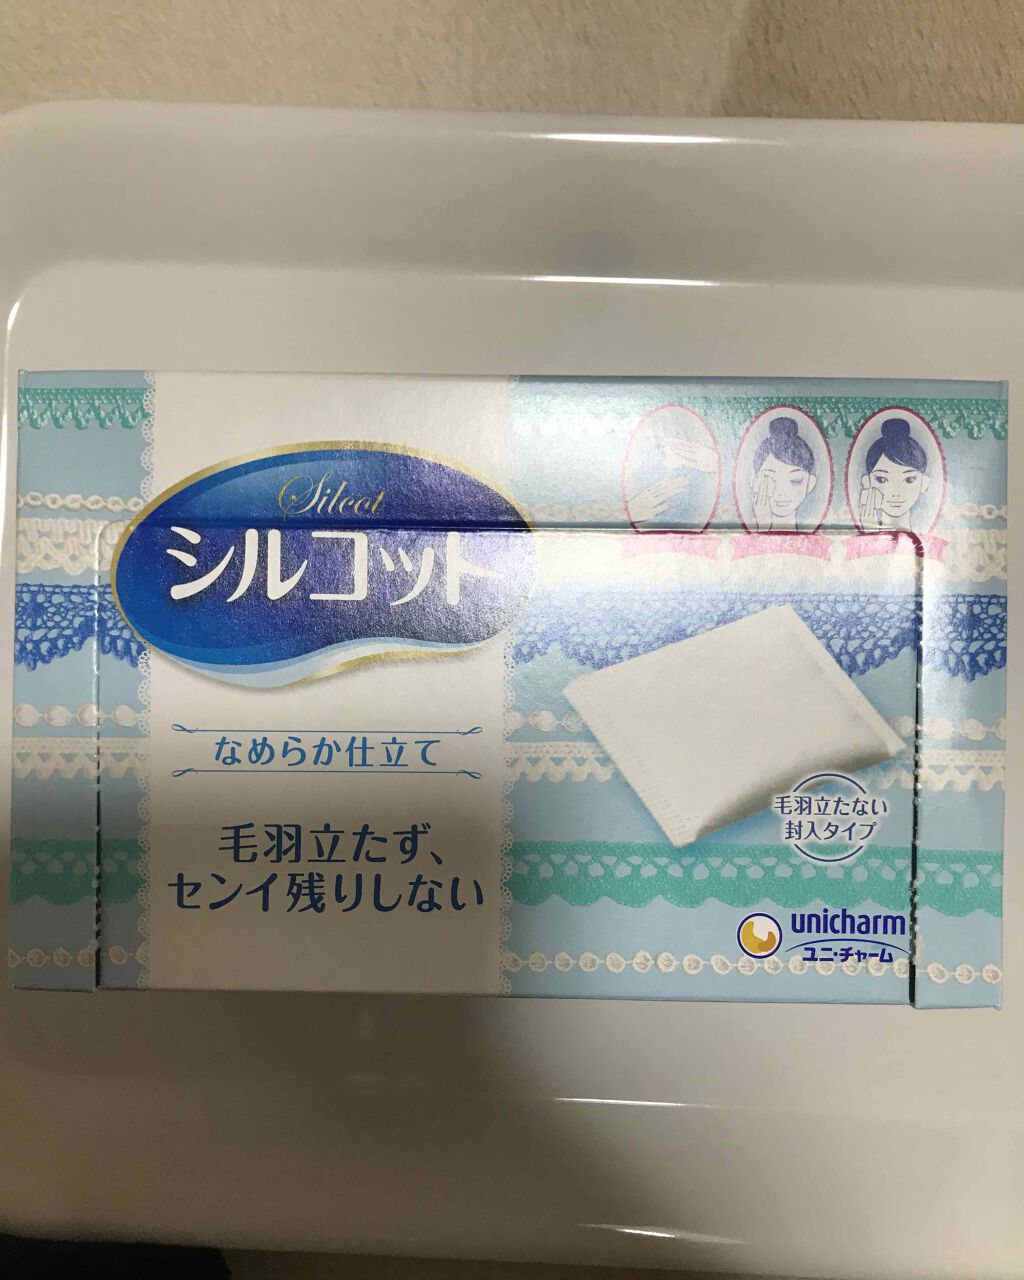 Silcot
シルコット
なめらか仕立て
毛羽立たず、
センイ残りしない
毛羽立たない
封入タイプ
unicharm
ユニ・チャーム